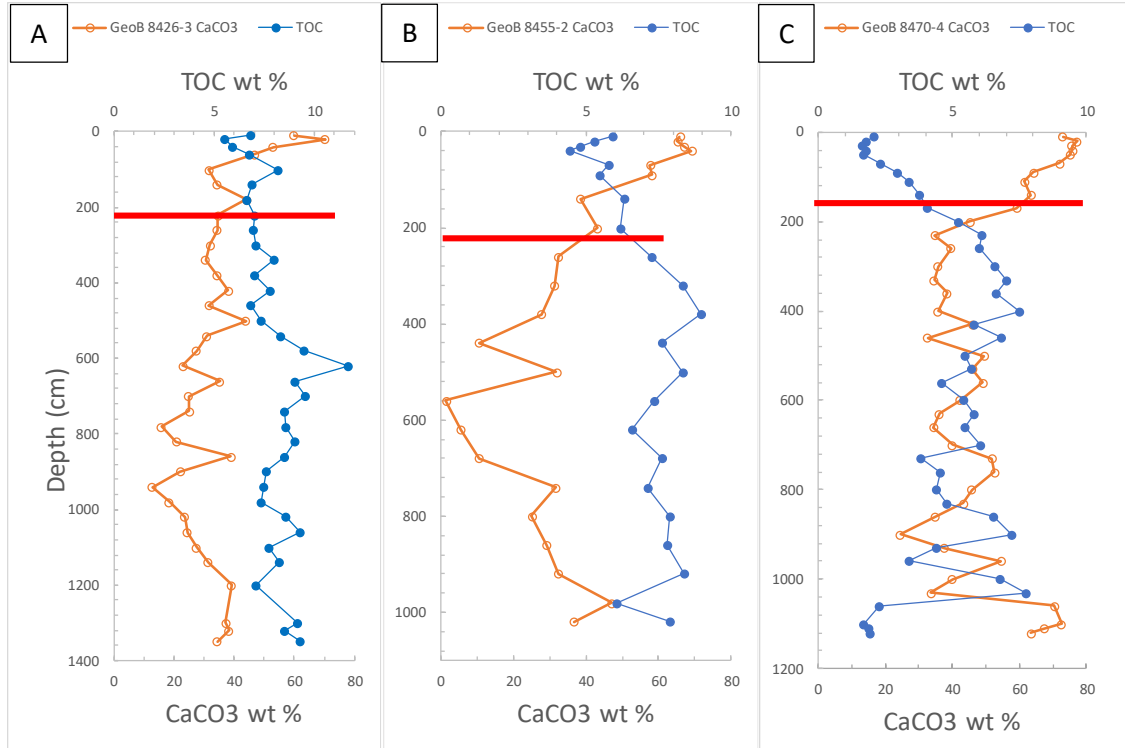 A
GeoB 8426-3 CaCO3 TOC
TOC wt %
0 5 10
0
200
400
600
800
1000
1200
1400
Depth (cm)
0 20 40 60 80
CaCO3 wt %
B
GeoB 8455-2 CaCO3 TOC
TOC wt %
0 5 10
0
200
400
600
800
1000
0 20 40 60 80
CaCO3 wt %
C
GeoB 8470-4 CaCO3 TOC
TOC wt %
0 5 10
0
200
400
600
800
1000
1200
0 20 40 60 80
CaCO3 wt %